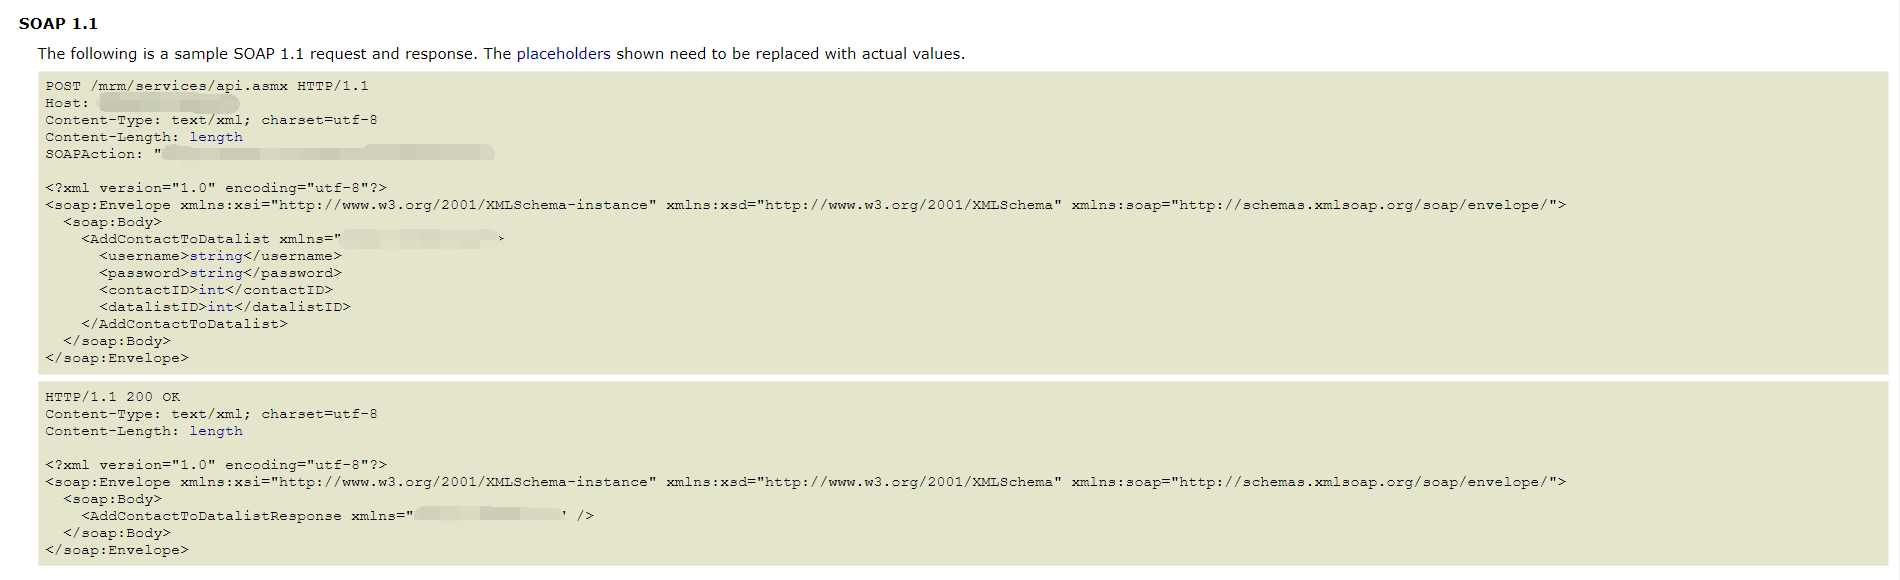 SOAP 1.1
The following is a sample SOAP 1.1 request and response. The placeholders shown need to be replaced with actual values.
POST /mrm/services/api.asmx HTTP/1.1
Host:
Content-Type: text/xml; charset=utf-8
Content-Length: length
SOAPAction: "
<?xml version="1.0" encoding="utf-8"?>
<soap:Envelope xmlns:xsi="http://www.w3.org/2001/XMLSchema-instance" xmlns:xsd="http://www.w3.org/2001/XMLSchema" xmlns:soap="http://schemas.xmlsoap.org/soap/envelope/">
  <soap:Body>
    <AddContactToDatalist xmlns=">
      <username>string</username>
      <password>string</password>
      <contactID>int</contactID>
      <datalistID>int</datalistID>
    </AddContactToDatalist>
  </soap:Body>
</soap:Envelope>
HTTP/1.1 200 OK
Content-Type: text/xml; charset=utf-8
Content-Length: length
<?xml version="1.0" encoding="utf-8"?>
<soap:Envelope xmlns:xsi="http://www.w3.org/2001/XMLSchema-instance" xmlns:xsd="http://www.w3.org/2001/XMLSchema" xmlns:soap="http://schemas.xmlsoap.org/soap/envelope/">
  <soap:Body>
    <AddContactToDatalistResponse xmlns="' />
  </soap:Body>
</soap:Envelope>